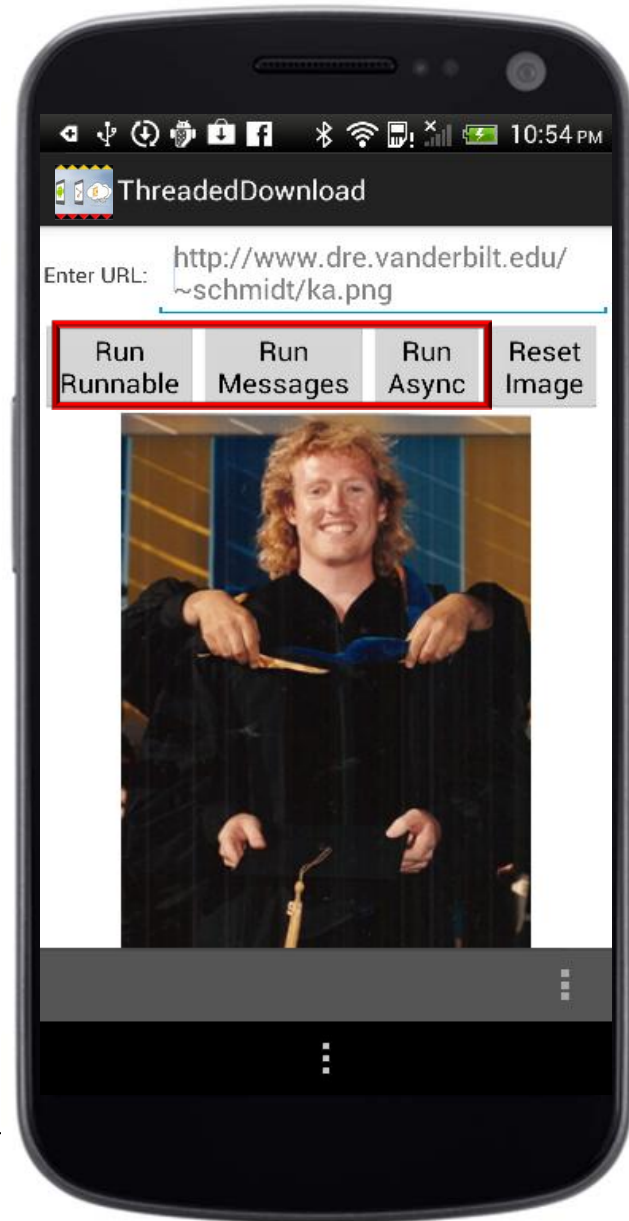 10:54 PM
ThreadedDownload
Enter URL:
http://www.dre.vanderbilt.edu/
~schmidt/ka.png
Run Runnable
Run Messages
Run Async
Reset Image